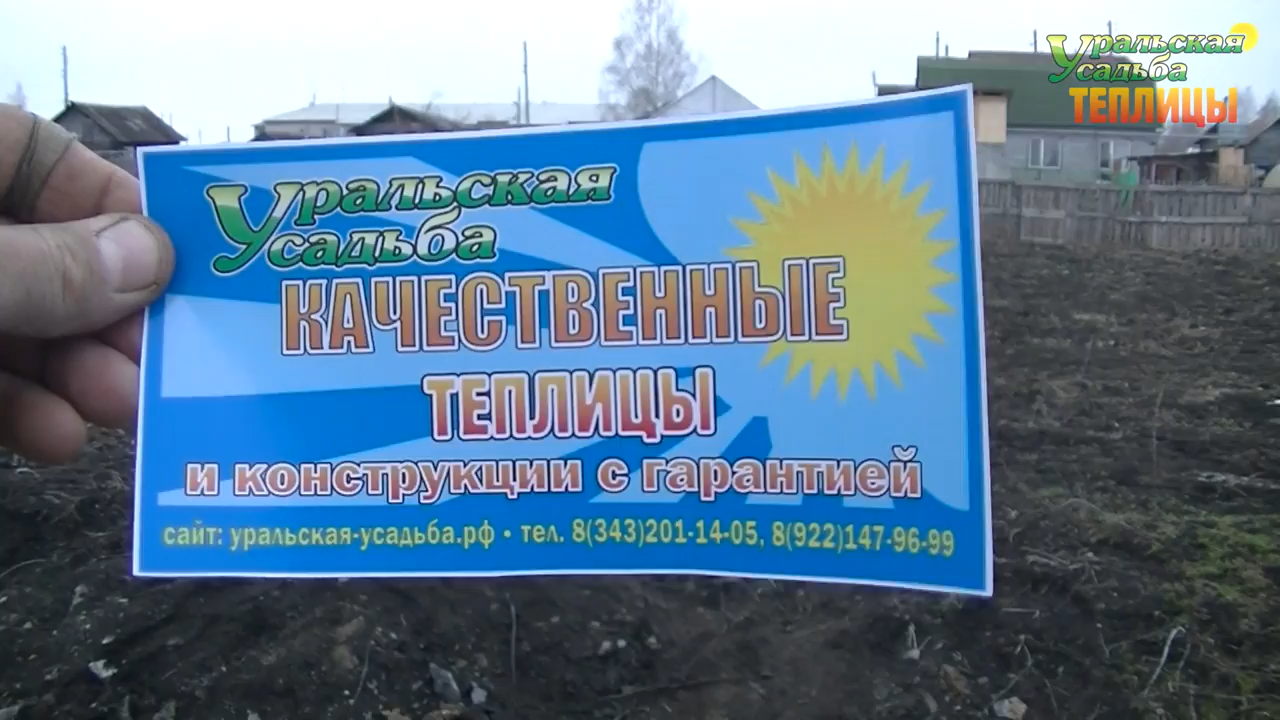 Уральская
Усадьба
ТЕПЛИЦЫ
Уральская
Усадьба
КАЧЕСТВЕННЫЕ
ТЕПЛИЦЫ
и конструкции с гарантией
сайт: уральская-усадьба.рф • тел. 8(343)201-14-05, 8(922)147-96-99